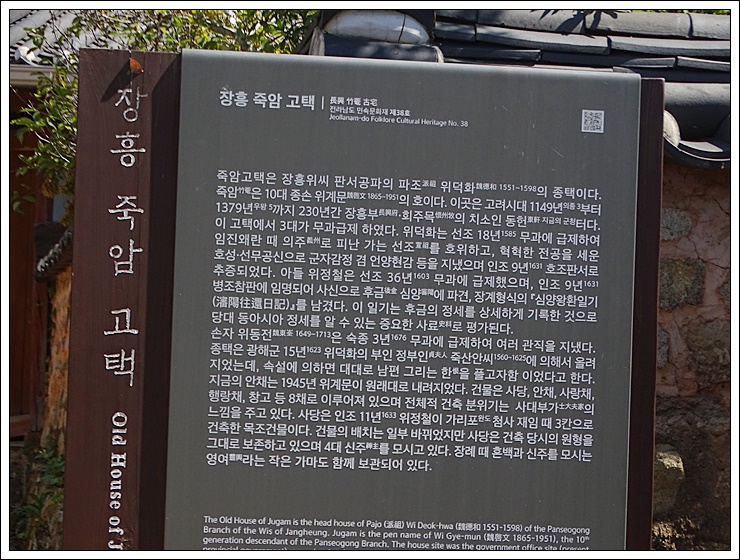 장흥 죽암 고택
Old House of J
장흥 죽암 고택 | 長興 竹庵 古宅
전라남도 민속문화재 제38호
Jeollanam-do Folklore Cultural Heritage No. 38
죽암고택은 장흥위씨 판서공파의 파조派祖 위덕화魏德和 1551-1598의 종택이다.
죽암竹庵은 10대 종손 위계문魏啓文 1865-1951의 호이다. 이곳은 고려시대 1149년의종 3부터
1379년우왕 5까지 230년간 장흥부長興府, 회주목懷州牧의 치소인 동헌東軒 지금의 군청터다.
이 고택에서 3대가 무과급제 하였다. 위덕화는 선조 18년1585 무과에 급제하여
임진왜란 때 의주義州로 피난 가는 선조宣祖를 호위하고, 혁혁한 전공을 세운
호성·선무공신으로 군자감정 겸 언양현감 등을 지냈으며 인조 9년1631 호조판서로
추증되었다. 아들 위정철은 선조 36년1603 무과에 급제했으며, 인조 9년1631
병조참판에 임명되어 사신으로 후금後金 심양瀋陽에 파견, 장계형식의 『심양왕환일기
(瀋陽往還日記)』를 남겼다. 이 일기는 후금의 정세를 상세하게 기록한 것으로
당대 동아시아 정세를 알 수 있는 중요한 사료史料로 평가된다.
손자 위동전魏東峑 1649-1713은 숙종 3년1676 무과에 급제하여 여러 관직을 지냈다.
종택은 광해군 15년1623 위덕화의 부인 정부인貞夫人 죽산안씨1560-1625에 의해서 올려
지었는데, 속설에 의하면 대대로 남편 그리는 한恨을 풀고자함 이었다고 한다.
지금의 안채는 1945년 위계문이 원래대로 내려지었다. 건물은 사당, 안채, 사랑채,
행랑채, 창고 등 8채로 이루어져 있으며 전체적 건축 분위기는 사대부가士大夫家의
느낌을 주고 있다. 사당은 인조 11년1633 위정철이 가리포완도 첨사 재임 때 3칸으로
건축한 목조건물이다. 건물의 배치는 일부 바뀌었지만 사당은 건축 당시의 원형을
그대로 보존하고 있으며 4대 신주神主를 모시고 있다. 장례 때 혼백과 신주를 모시는
영여靈輿라는 작은 가마도 함께 보관되어 있다.
The Old House of Jugam is the head house of Pajo (派祖) Wi Deok-hwa (魏德和 1551-1598) of the Panseogong
Branch of the Wis of Jangheung. Jugam is the pen name of Wi Gye-mun (魏啓文 1865-1951), the 10th
generation descendant of the Panseogong Branch. The house site was the government office site (present
provincial government)